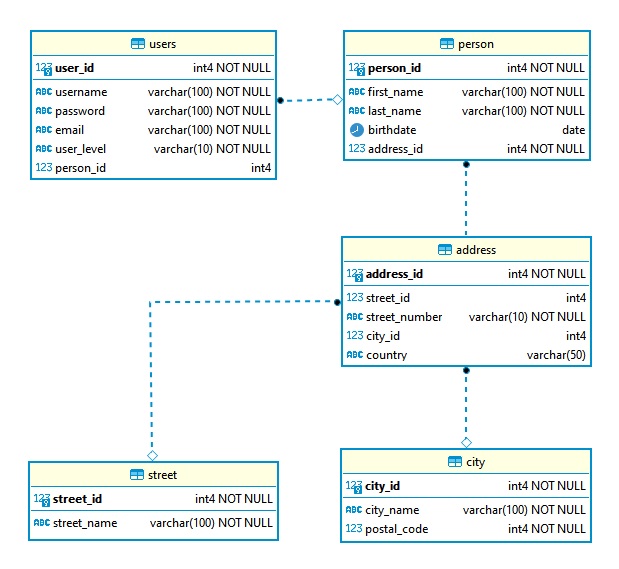 users
123 user_id int4 NOT NULL
ABC username varchar(100) NOT NULL
ABC password varchar(100) NOT NULL
ABC email varchar(100) NOT NULL
ABC user_level varchar(10) NOT NULL
123 person_id int4
person
123 person_id int4 NOT NULL
ABC first_name varchar(100) NOT NULL
ABC last_name varchar(100) NOT NULL
birthdate date
123 address_id int4 NOT NULL
address
123 address_id int4 NOT NULL
123 street_id int4
ABC street_number varchar(10) NOT NULL
123 city_id int4
ABC country varchar(50)
street
123 street_id int4 NOT NULL
ABC street_name varchar(100) NOT NULL
city
123 city_id int4 NOT NULL
ABC city_name varchar(100) NOT NULL
123 postal_code int4 NOT NULL